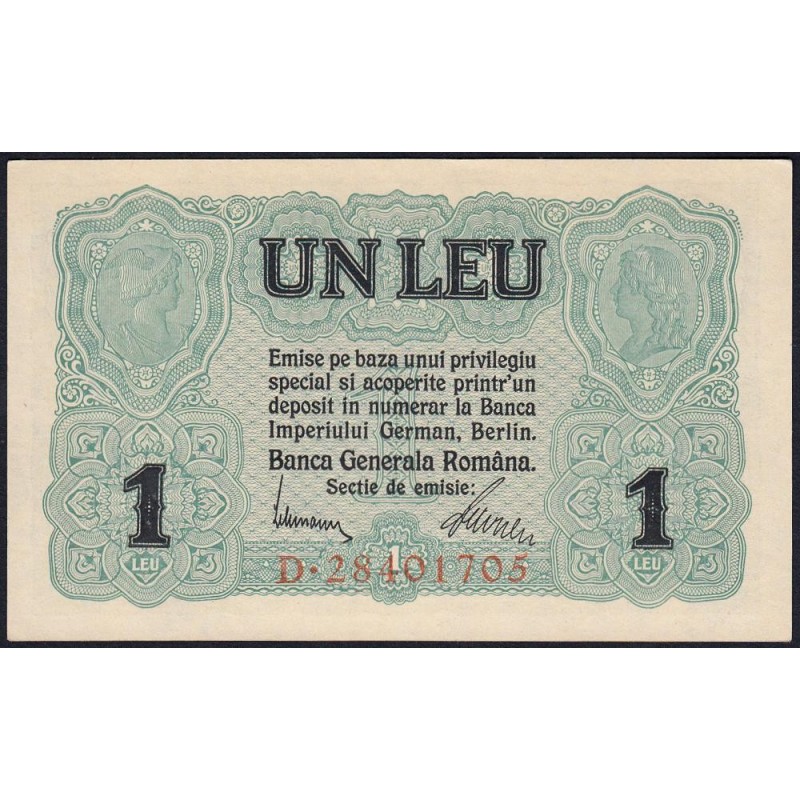 UN LEU
Emise pe baza unui privilegiu
special si acoperite printr'un
deposit in numerar la Banca
Imperiului German, Berlin.
Banca Generala Româna.
Sectie de emisie:
1
1
1
LEU
LEU
D·28401705